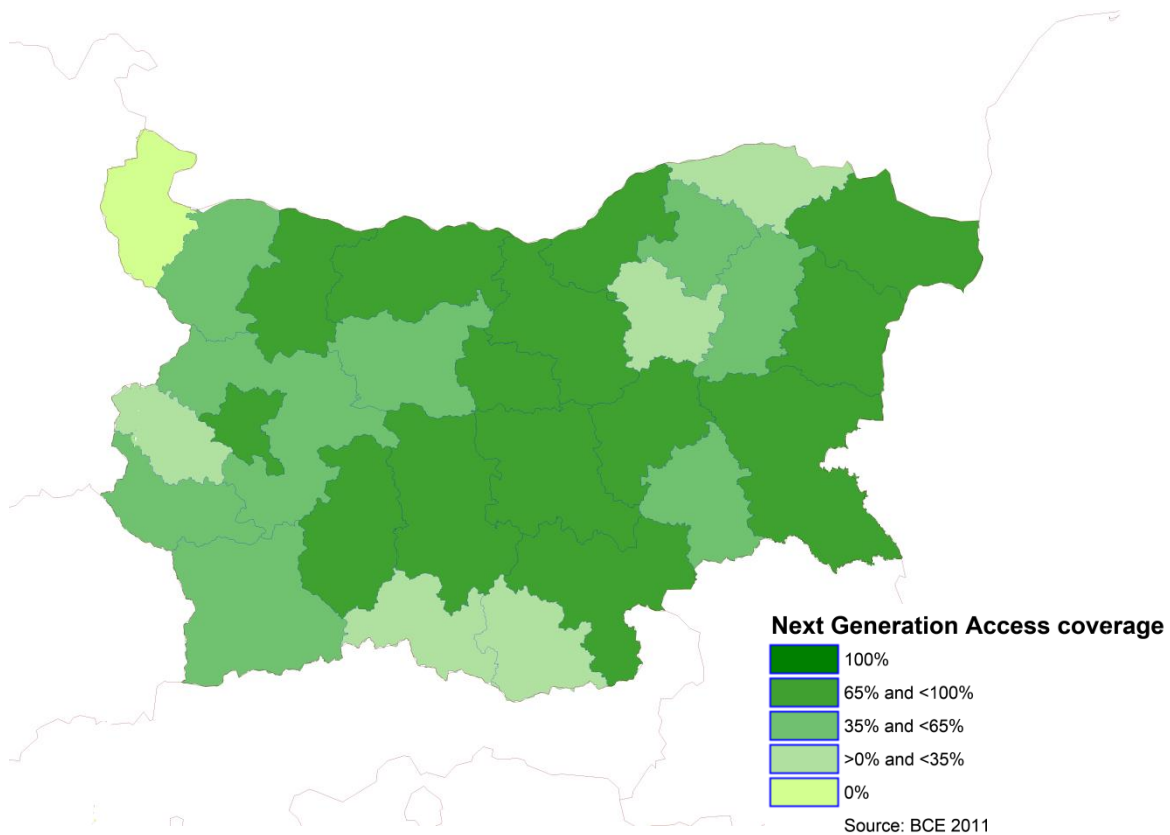 Next Generation Access coverage
100%
65% and <100%
35% and <65%
>0% and <35%
0%
Source: BCE 2011